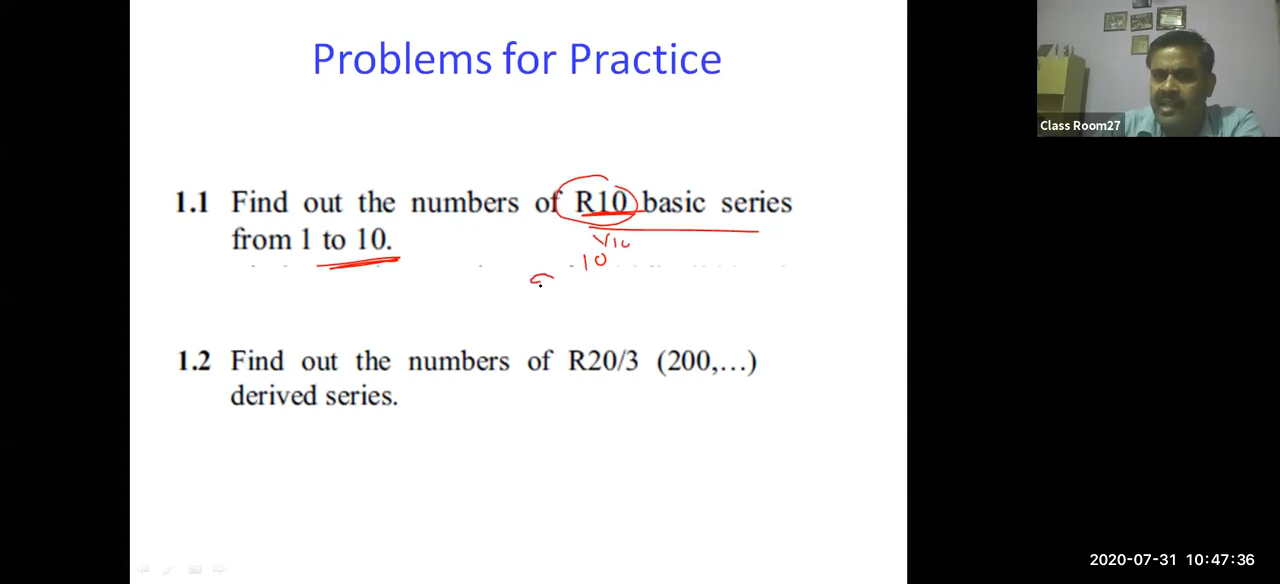 Problems for Practice
Class Room27
1.1 Find out the numbers of R10 basic series
from 1 to 10.
10
1.2 Find out the numbers of R20/3 (200,...)
derived series.
2020-07-31 10:47:36